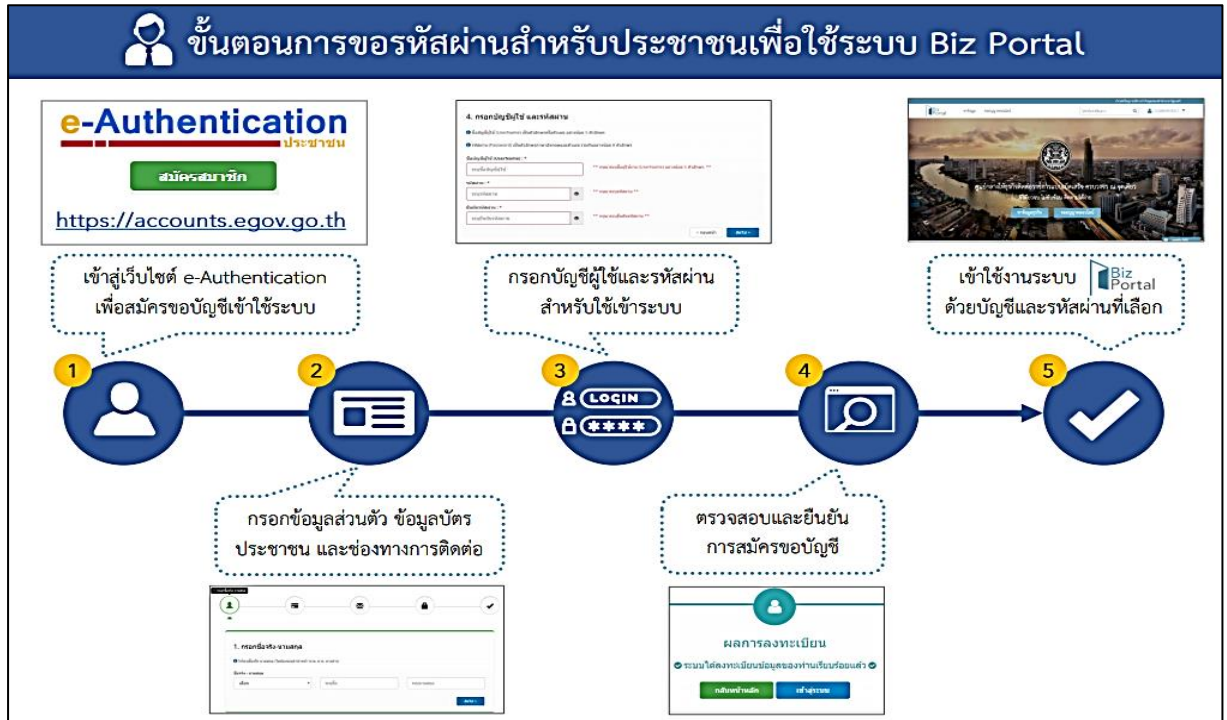 ขั้นตอนการขอรหัสผ่านสำหรับประชาชนเพื่อใช้ระบบ Biz Portal
e-Authentication
ประชาชน
สมัครสมาชิก
https://accounts.egov.go.th
เข้าสู่เว็บไซต์ e-Authentication
เพื่อสมัครขอบัญชีเข้าใช้ระบบ
4. กรอกบัญชีผู้ใช้ และรหัสผ่าน
กรอกบัญชีผู้ใช้และรหัสผ่าน
สำหรับใช้เข้าระบบ
เข้าใช้งานระบบ Biz Portal
ด้วยบัญชีและรหัสผ่านที่เลือก
1
2
3
4
5
LOGIN
****
กรอกข้อมูลส่วนตัว ข้อมูลบัตร
ประชาชน และช่องทางการติดต่อ
ตรวจสอบและยืนยัน
การสมัครขอบัญชี
1. กรอกชื่อจริง-นามสกุล
ผลการลงทะเบียน
ระบบได้ลงทะเบียนข้อมูลของท่านเรียบร้อยแล้ว
กลับหน้าหลัก
เข้าสู่ระบบ